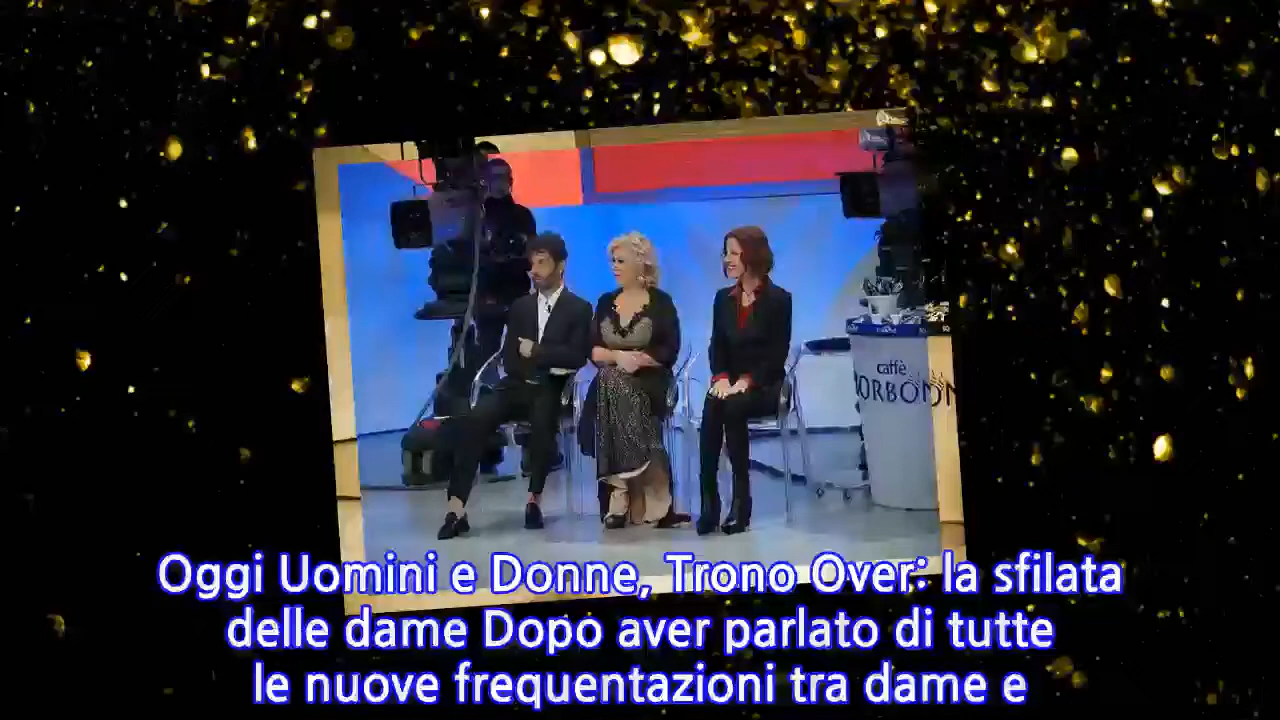 caffè
ORBON
Oggi Uomini e Donne, Trono Over: la sfilata
delle dame Dopo aver parlato di tutte
le nuove frequentazioni tra dame e